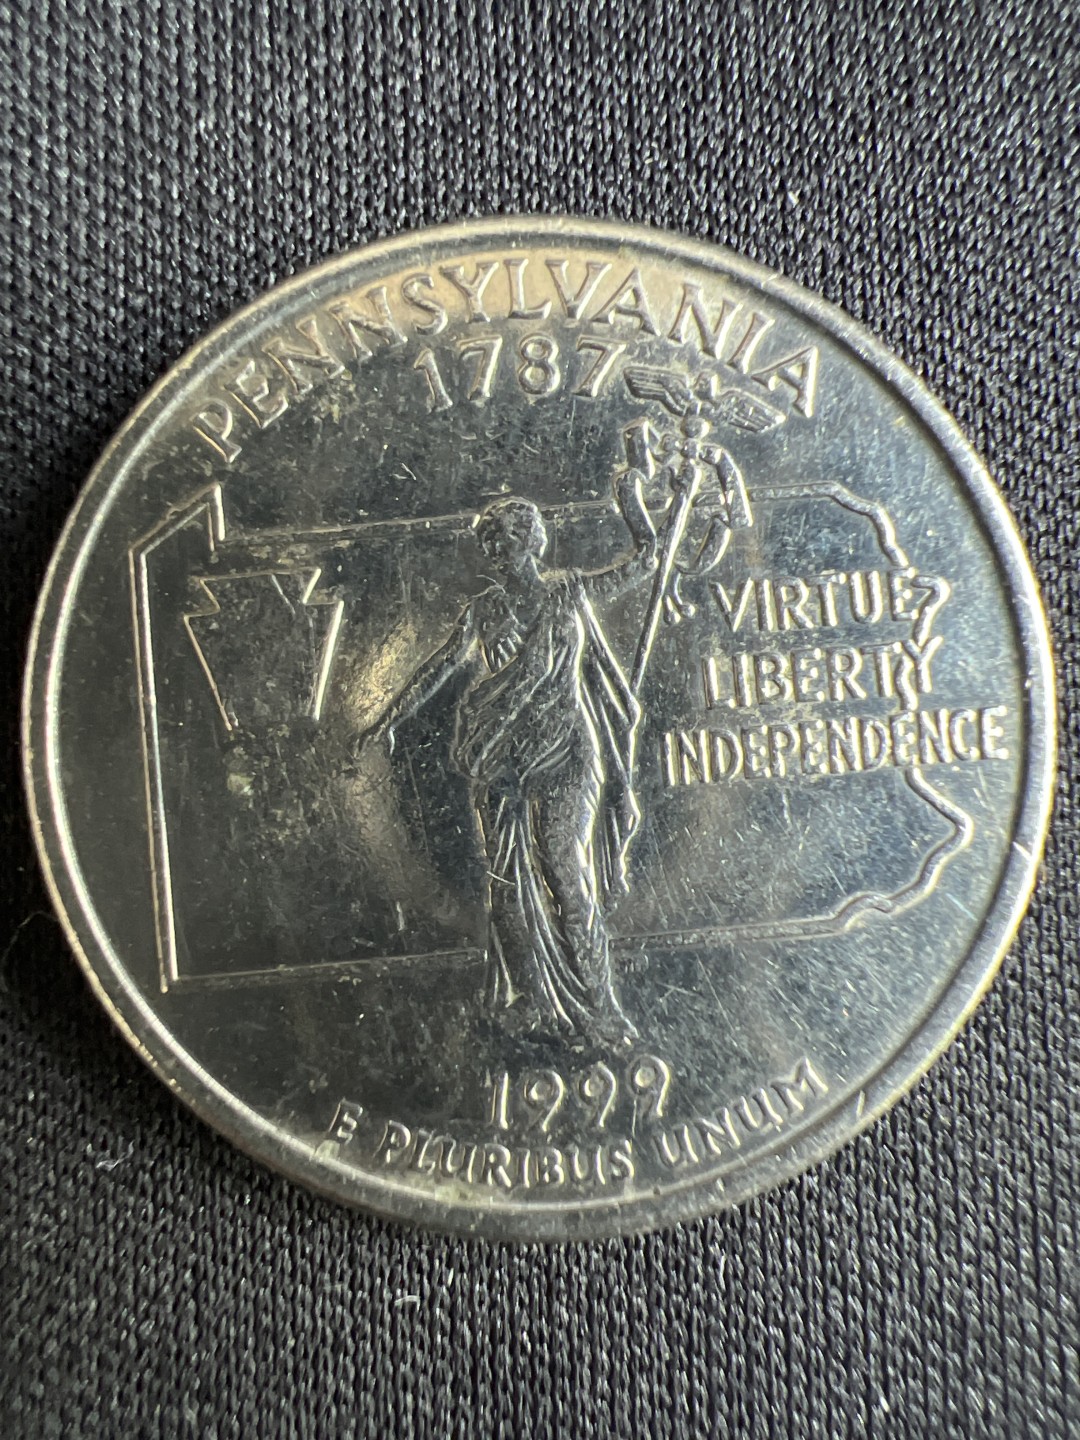 PENNSYLVANIA
1787
VIRTUE
LIBERTY
INDEPENDENCE
1999
E PLURIBUS UNUM